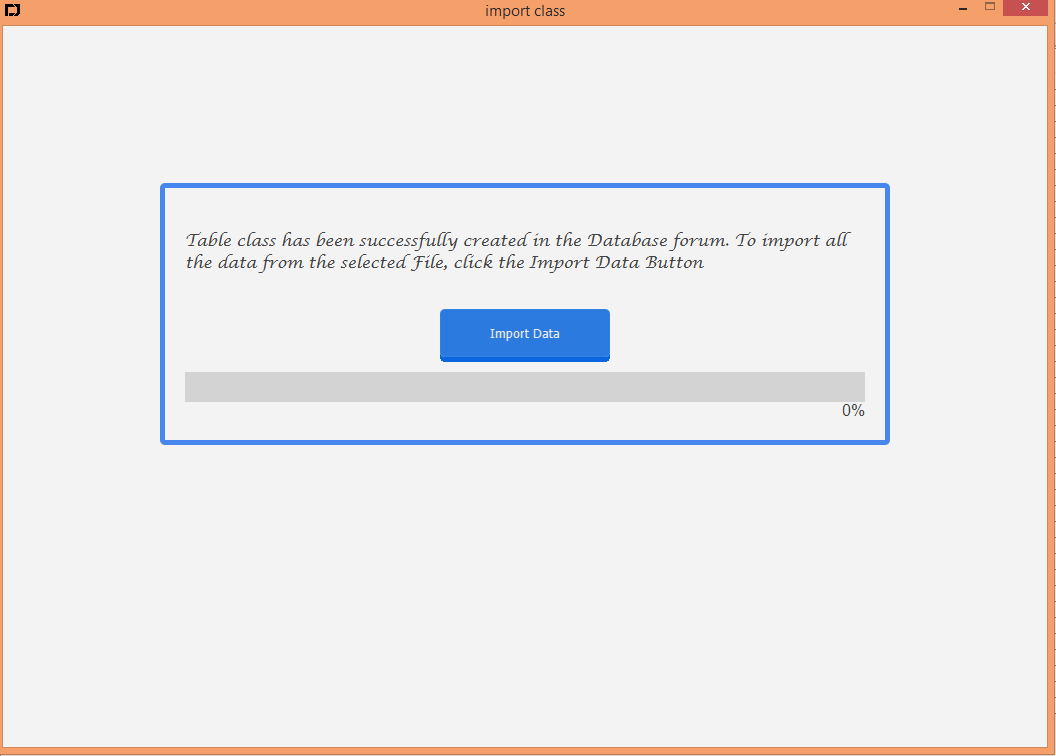 import class
Table class has been successfully created in the Database forum. To import all
the data from the selected File, click the Import Data Button
Import Data
0%